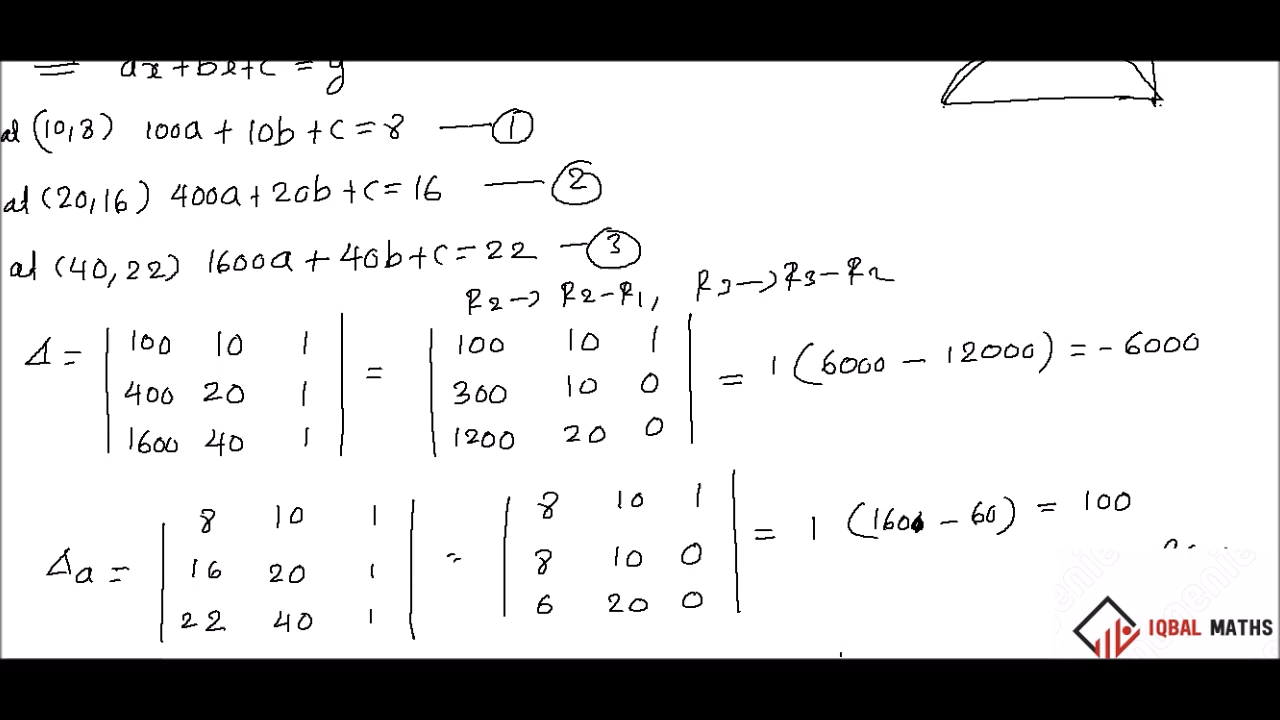 ⇒ ax²+bx+c = y
at (10,8) 100a + 10b + c = 8 — ①
at (20,16) 400a + 20b + c = 16 — ②
at (40,22) 1600a + 40b + c = 22 — ③
R2 → R2-R1, R3 → R3-R2
Δ = | 100 10 1 | = | 100 10 1 | = 1 (6000 - 12000) = -6000
| 400 20 1 | | 300 10 0 |
| 1600 40 1 | | 1200 20 0 |
Δa = | 8 10 1 | = | 8 10 1 | = 1 (160 - 60) = 100
| 16 20 1 | | 8 10 0 |
| 22 40 1 | | 6 20 0 |
IQBAL MATHS